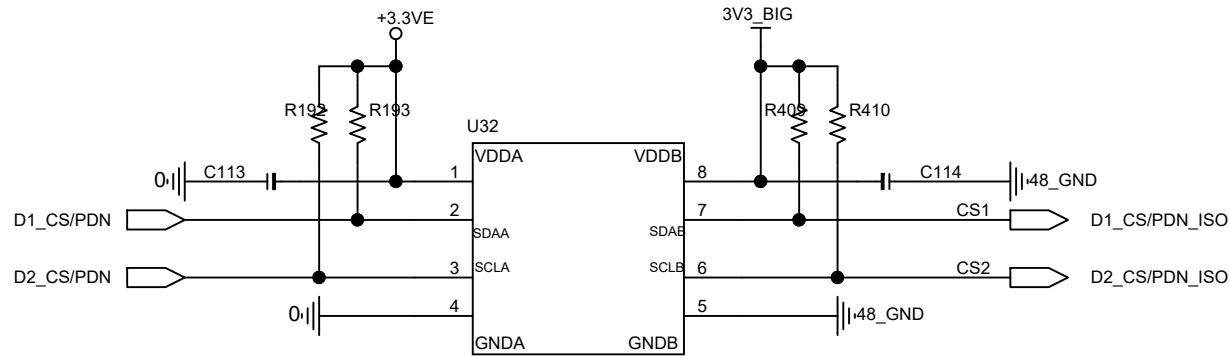 +3.3VE 3V3_BIG
R192 R193 R409 R410
U32
VDDA VDDB
0 C113 1 8 C114 48_GND
D1_CS/PDN 2 7 CS1 D1_CS/PDN_ISO
SDAA SDAB
D2_CS/PDN 3 SCLA SCLB 6 CS2 D2_CS/PDN_ISO
0 4 5 48_GND
GNDA GNDB